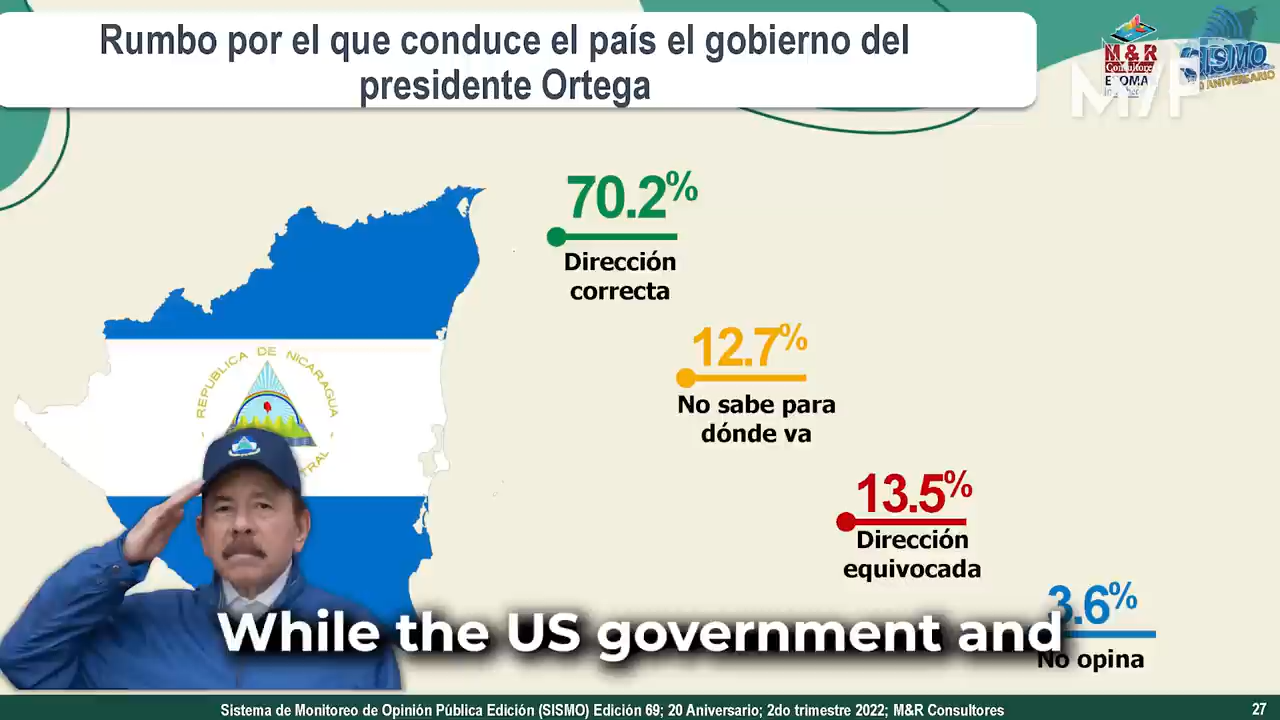 Rumbo por el que conduce el país el gobierno del
presidente Ortega
M&R
Consultores
SISMO
ANIVERSARIO
70.2%
Dirección
correcta
12.7%
No sabe para
dónde va
REPUBLICA DE NICARAGUA
13.5%
Dirección
equivocada
3.6%
No opina
While the US government and
Sistema de Monitoreo de Opinión Pública Edición (SISMO) Edición 69; 20 Aniversario; 2do trimestre 2022; M&R Consultores
27